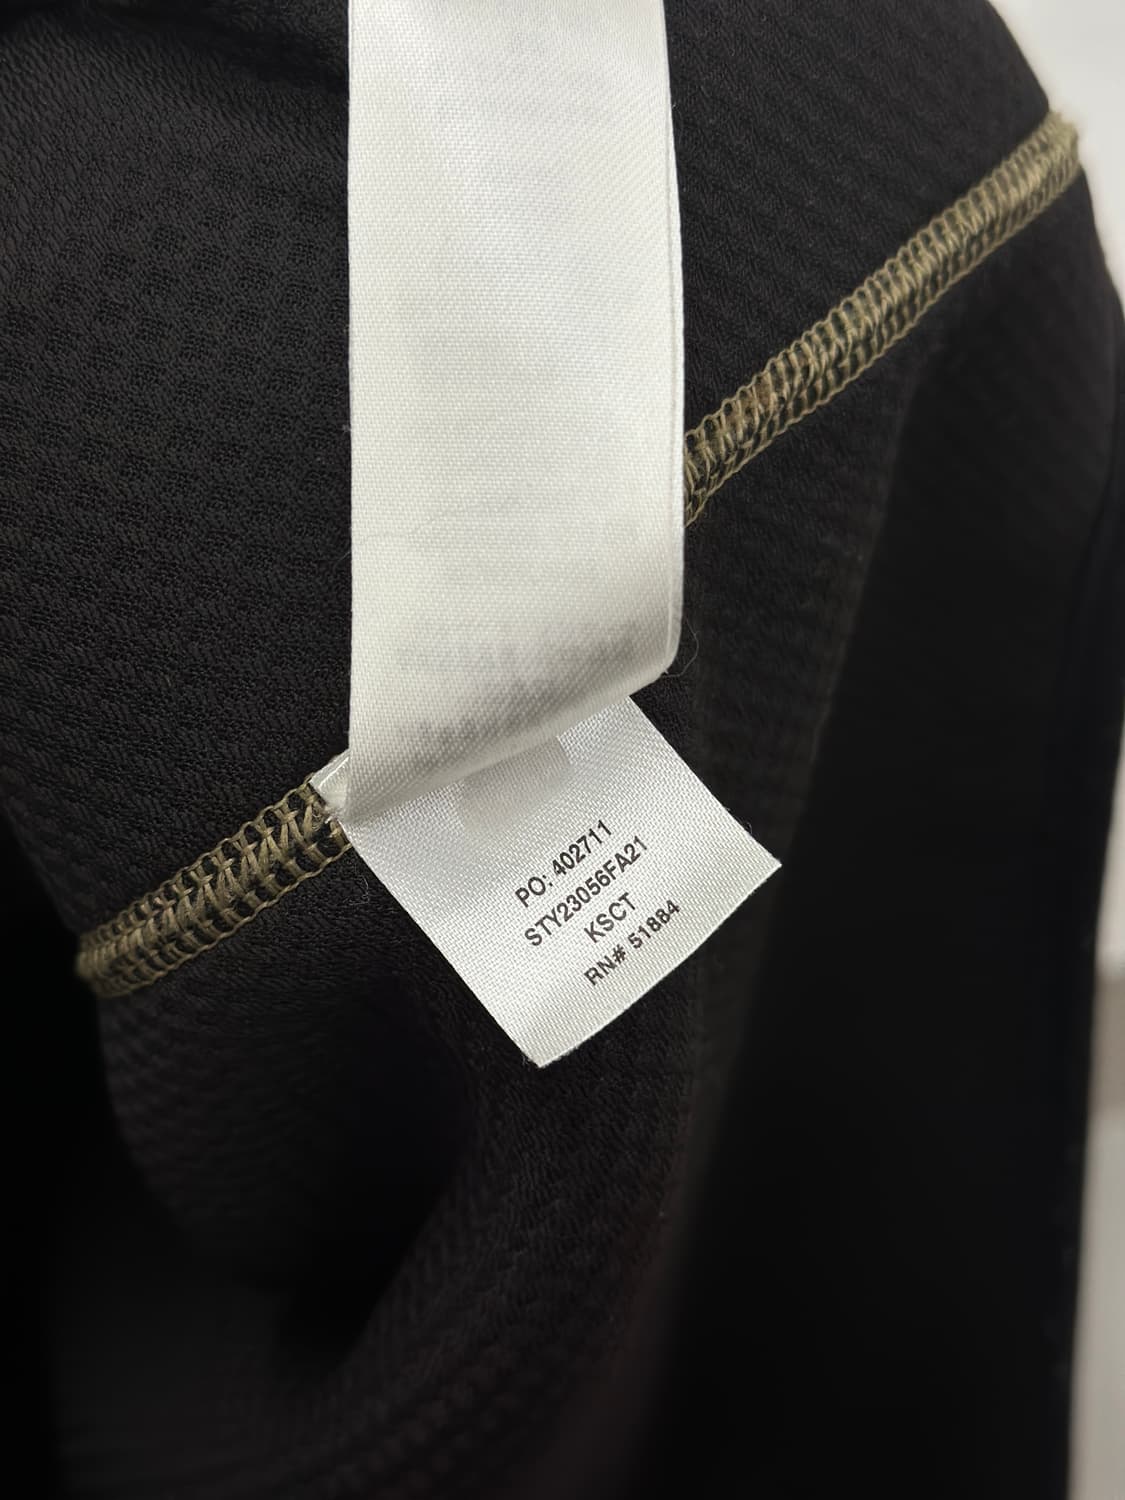 PO: 402711
STY23056FA21
KSCT
RN# 51884